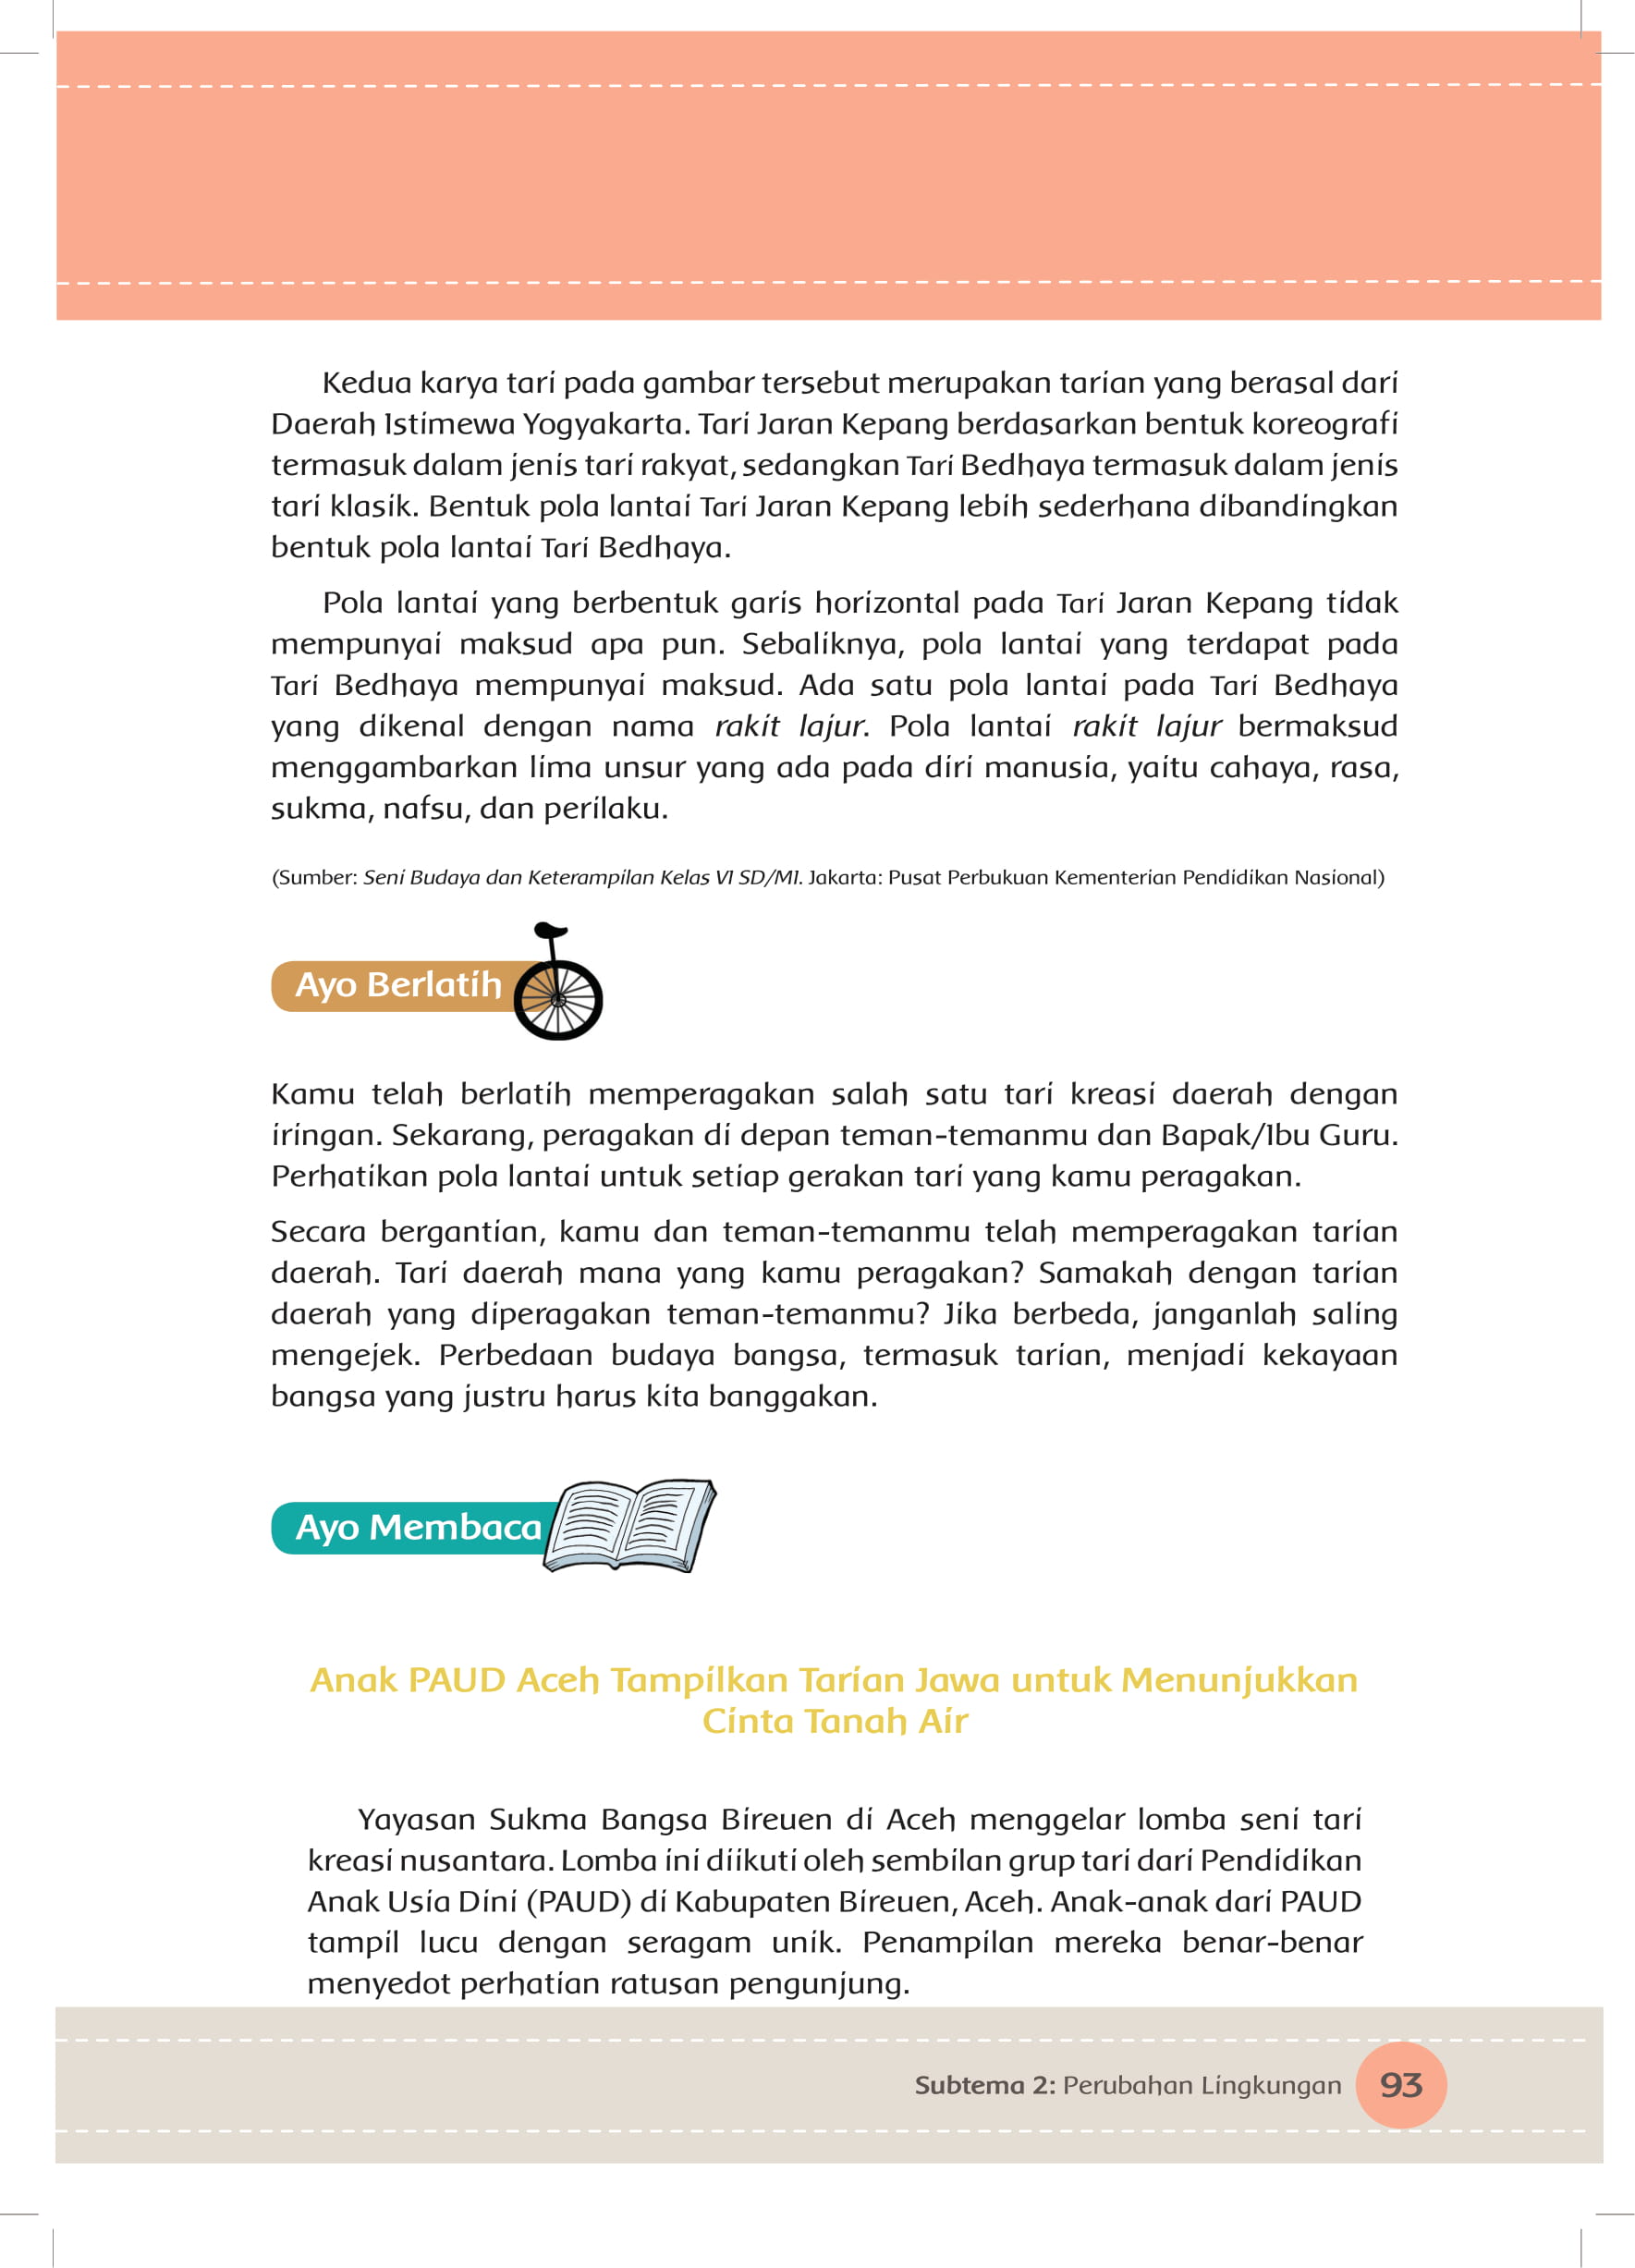 Kedua karya tari pada gambar tersebut merupakan tarian yang berasal dari
Daerah Istimewa Yogyakarta. Tari Jaran Kepang berdasarkan bentuk koreografi
termasuk dalam jenis tari rakyat, sedangkan Tari Bedhaya termasuk dalam jenis
tari klasik. Bentuk pola lantai Tari Jaran Kepang lebih sederhana dibandingkan
bentuk pola lantai Tari Bedhaya.
Pola lantai yang berbentuk garis horizontal pada Tari Jaran Kepang tidak
mempunyai maksud apa pun. Sebaliknya, pola lantai yang terdapat pada
Tari Bedhaya mempunyai maksud. Ada satu pola lantai pada Tari Bedhaya
yang dikenal dengan nama rakit lajur. Pola lantai rakit lajur bermaksud
menggambarkan lima unsur yang ada pada diri manusia, yaitu cahaya, rasa,
sukma, nafsu, dan perilaku.
(Sumber: Seni Budaya dan Keterampilan Kelas VI SD/MI. Jakarta: Pusat Perbukuan Kementerian Pendidikan Nasional)
Ayo Berlatih
Kamu telah berlatih memperagakan salah satu tari kreasi daerah dengan
iringan. Sekarang, peragakan di depan teman-temanmu dan Bapak/Ibu Guru.
Perhatikan pola lantai untuk setiap gerakan tari yang kamu peragakan.
Secara bergantian, kamu dan teman-temanmu telah memperagakan tarian
daerah. Tari daerah mana yang kamu peragakan? Samakah dengan tarian
daerah yang diperagakan teman-temanmu? Jika berbeda, janganlah saling
mengejek. Perbedaan budaya bangsa, termasuk tarian, menjadi kekayaan
bangsa yang justru harus kita banggakan.
Ayo Membaca
Anak PAUD Aceh Tampilkan Tarian Jawa untuk Menunjukkan
Cinta Tanah Air
Yayasan Sukma Bangsa Bireuen di Aceh menggelar lomba seni tari
kreasi nusantara. Lomba ini diikuti oleh sembilan grup tari dari Pendidikan
Anak Usia Dini (PAUD) di Kabupaten Bireuen, Aceh. Anak-anak dari PAUD
tampil lucu dengan seragam unik. Penampilan mereka benar-benar
menyedot perhatian ratusan pengunjung.
Subtema 2: Perubahan Lingkungan 93